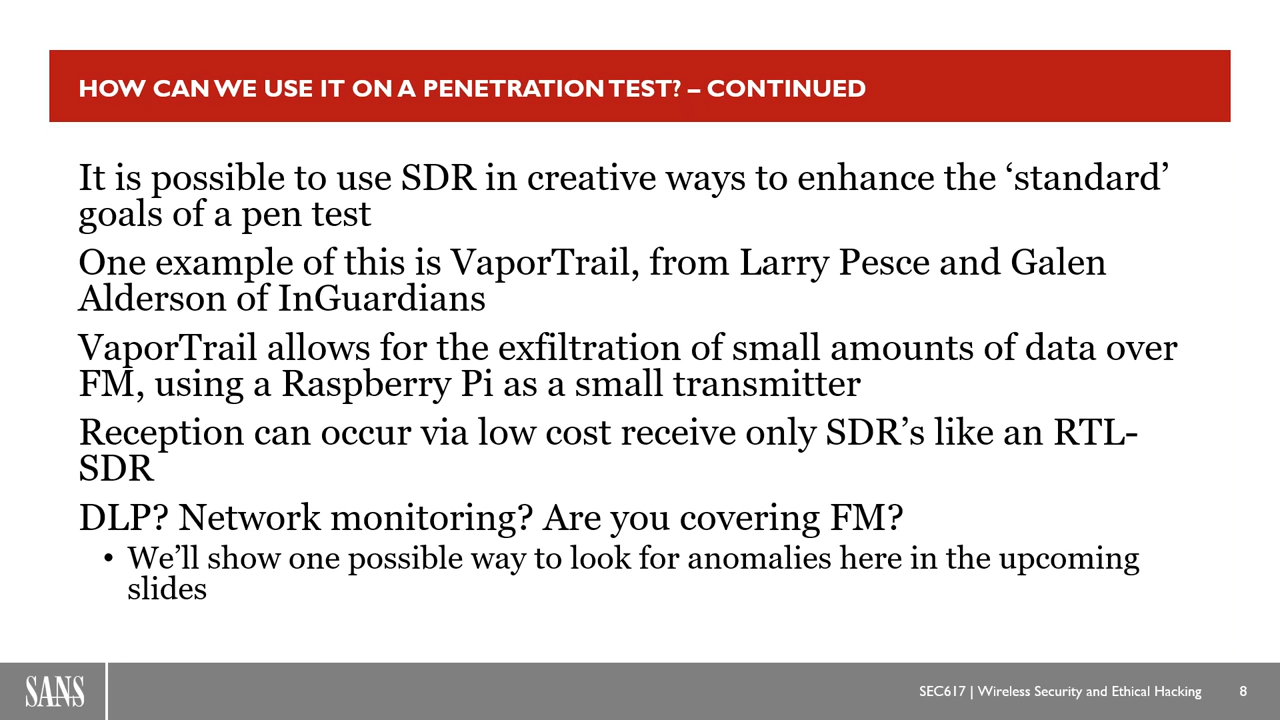 HOW CAN WE USE IT ON A PENETRATION TEST? – CONTINUED
It is possible to use SDR in creative ways to enhance the ‘standard’
goals of a pen test
One example of this is VaporTrail, from Larry Pesce and Galen
Alderson of InGuardians
VaporTrail allows for the exfiltration of small amounts of data over
FM, using a Raspberry Pi as a small transmitter
Reception can occur via low cost receive only SDR’s like an RTL-
SDR
DLP? Network monitoring? Are you covering FM?
• We’ll show one possible way to look for anomalies here in the upcoming
slides
SANS
SEC617 | Wireless Security and Ethical Hacking
8